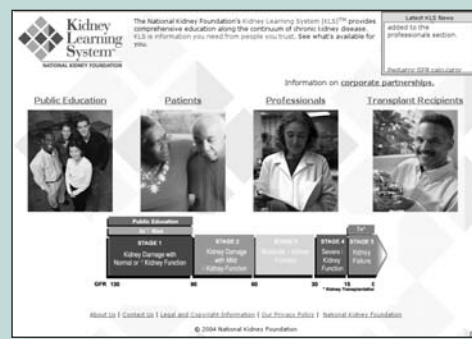 Kidney
Learning
System™
NATIONAL KIDNEY FOUNDATION
The National Kidney Foundation's Kidney Learning System (KLS)™ provides
comprehensive education along the continuum of chronic kidney disease.
KLS is information you need from people you trust. See what's available for
you.
Latest KLS News
added to the
professionals section.
Pediatric GFR calculator
Information on corporate partnerships.
Public Education
Patients
Professionals
Transplant Recipients
Public Education
STAGE 1
Kidney Damage with
Normal or Kidney Function
STAGE 2
Kidney Damage
with Mild
Kidney Function
STAGE 3
STAGE 4
Severe
Kidney
Function
STAGE 5
Kidney
Failure
GFR 130 90 60 30 15 0
* Kidney Transplantation
About Us | Contact Us | Legal and Copyright Information | Our Privacy Policy | National Kidney Foundation
© 2004 National Kidney Foundation